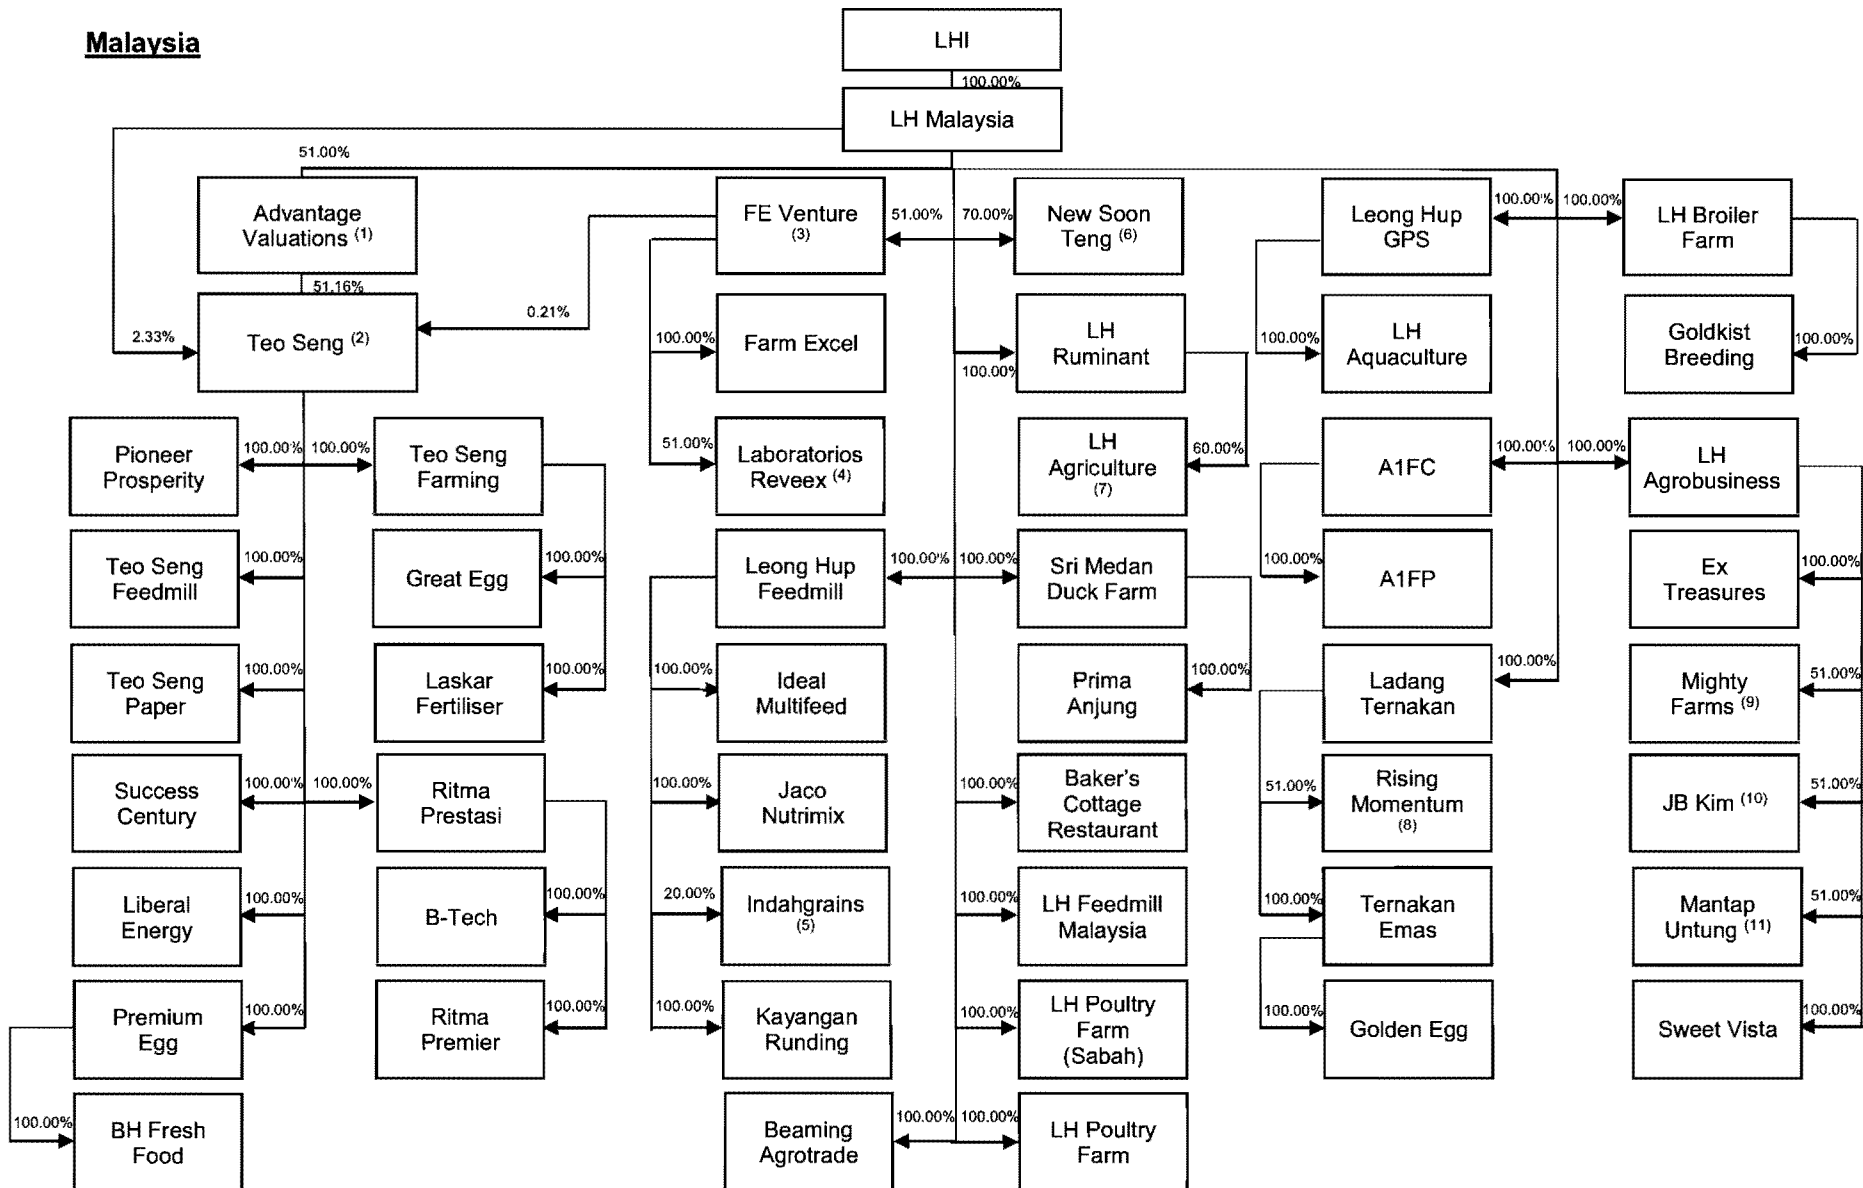 Malaysia
LHI
100.00%
LH Malaysia
51.00%
Advantage
Valuations (1)
51.16%
Teo Seng (2)
2.33%
0.21%
FE Venture
(3)
51.00%
70.00%
New Soon
Teng (6)
Leong Hup
GPS
100.00%
100.00%
LH Broiler
Farm
100.00%
Farm Excel
100.00%
LH
Ruminant
100.00%
LH
Aquaculture
Goldkist
Breeding
100.00%
Pioneer
Prosperity
100.00%
100.00%
Teo Seng
Farming
51.00%
Laboratorios
Reveex (4)
LH
Agriculture
(7)
60.00%
A1FC
100.00%
100.00%
LH
Agrobusiness
Teo Seng
Feedmill
100.00%
Great Egg
100.00%
Leong Hup
Feedmill
100.00%
100.00%
Sri Medan
Duck Farm
100.00%
A1FP
Ex
Treasures
100.00%
Teo Seng
Paper
100.00%
Laskar
Fertiliser
100.00%
100.00%
Ideal
Multifeed
Prima
Anjung
100.00%
Ladang
Ternakan
100.00%
Mighty
Farms (9)
51.00%
Success
Century
100.00%
100.00%
Ritma
Prestasi
100.00%
Jaco
Nutrimix
100.00%
Baker's
Cottage
Restaurant
51.00%
Rising
Momentum
(8)
JB Kim (10)
51.00%
Liberal
Energy
100.00%
B-Tech
100.00%
20.00%
Indahgrains
(5)
100.00%
LH Feedmill
Malaysia
100.00%
Ternakan
Emas
Mantap
Untung (11)
51.00%
Premium
Egg
100.00%
Ritma
Premier
100.00%
100.00%
Kayangan
Runding
100.00%
LH Poultry
Farm
(Sabah)
100.00%
Golden Egg
Sweet Vista
100.00%
100.00%
BH Fresh
Food
Beaming
Agrotrade
100.00%
100.00%
LH Poultry
Farm